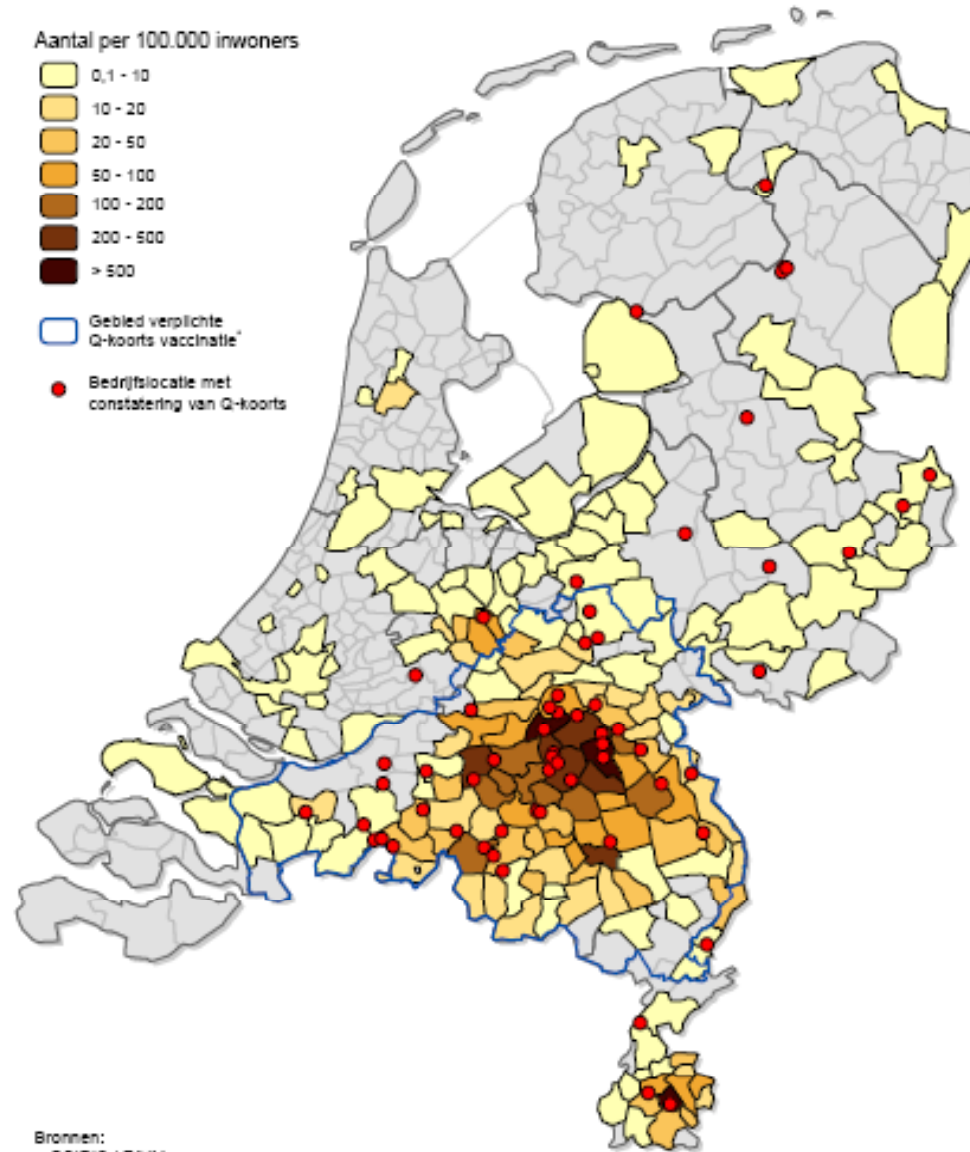 Aantal per 100.000 inwoners
0,1 - 10
10 - 20
20 - 50
50 - 100
100 - 200
200 - 500
> 500
Gebied verplichte
Q-koorts vaccinatie*
Bedrijfslocatie met
constatering van Q-koorts
Bronnen: